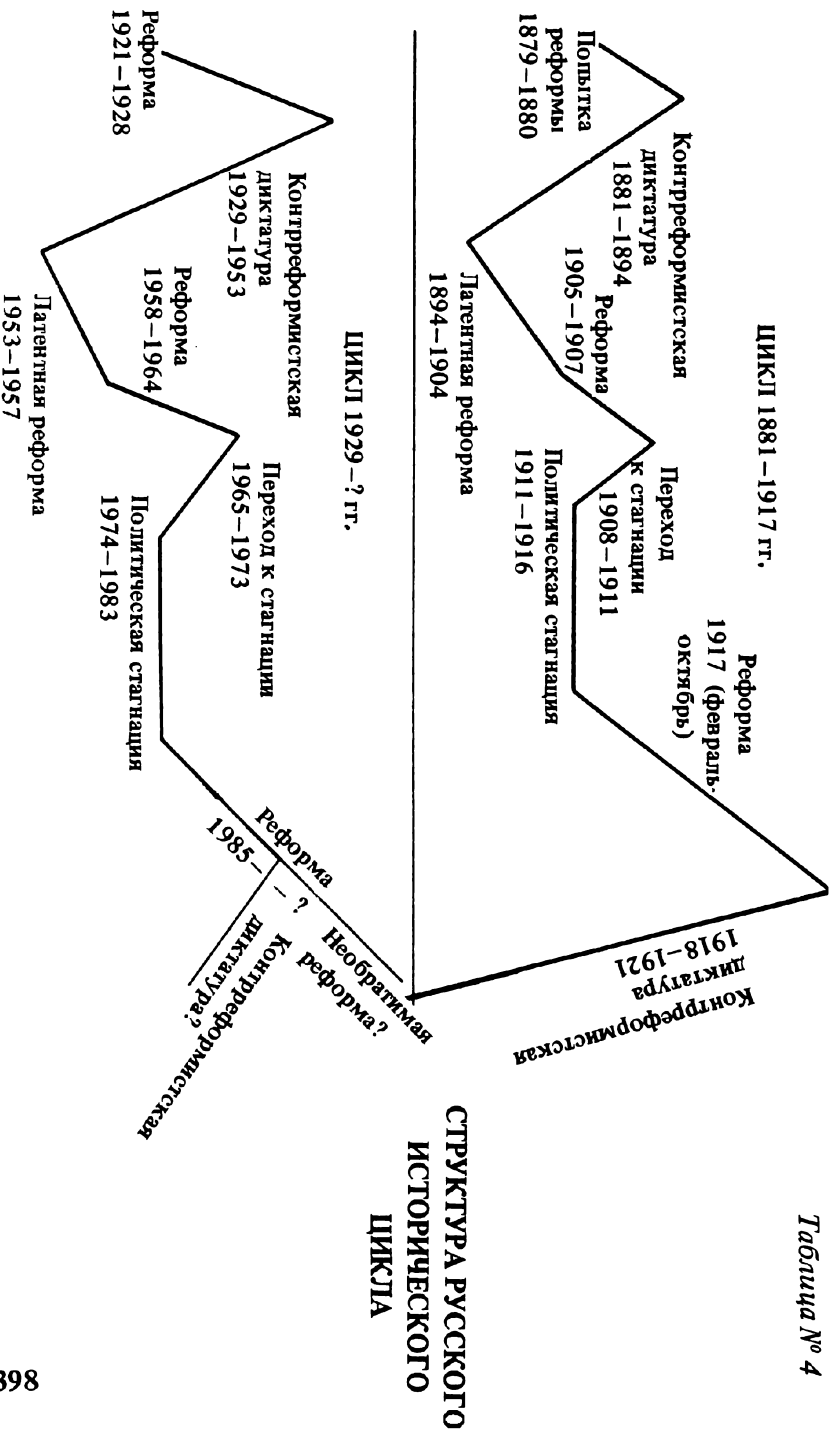 Таблица № 4
СТРУКТУРА РУССКОГО
ИСТОРИЧЕСКОГО
ЦИКЛА
ЦИКЛ 1881–1917 гг.
Попытка
реформы
1879–1880
Контрреформистская
диктатура
1881–1894
Латентная реформа
1894–1904
Реформа
1905–1907
Переход
к стагнации
1908–1911
Политическая стагнация
1911–1916
Реформа
1917 (февраль-
октябрь)
Контрреформистская
диктатура
1918–1921
ЦИКЛ 1929–? гг.
Реформа
1921–1928
Контрреформистская
диктатура
1929–1953
Латентная реформа
1953–1957
Реформа
1958–1964
Переход к стагнации
1965–1973
Политическая стагнация
1974–1983
Реформа
1985– – ?
Необратимая
реформа?
Контрреформистская
диктатура?
398